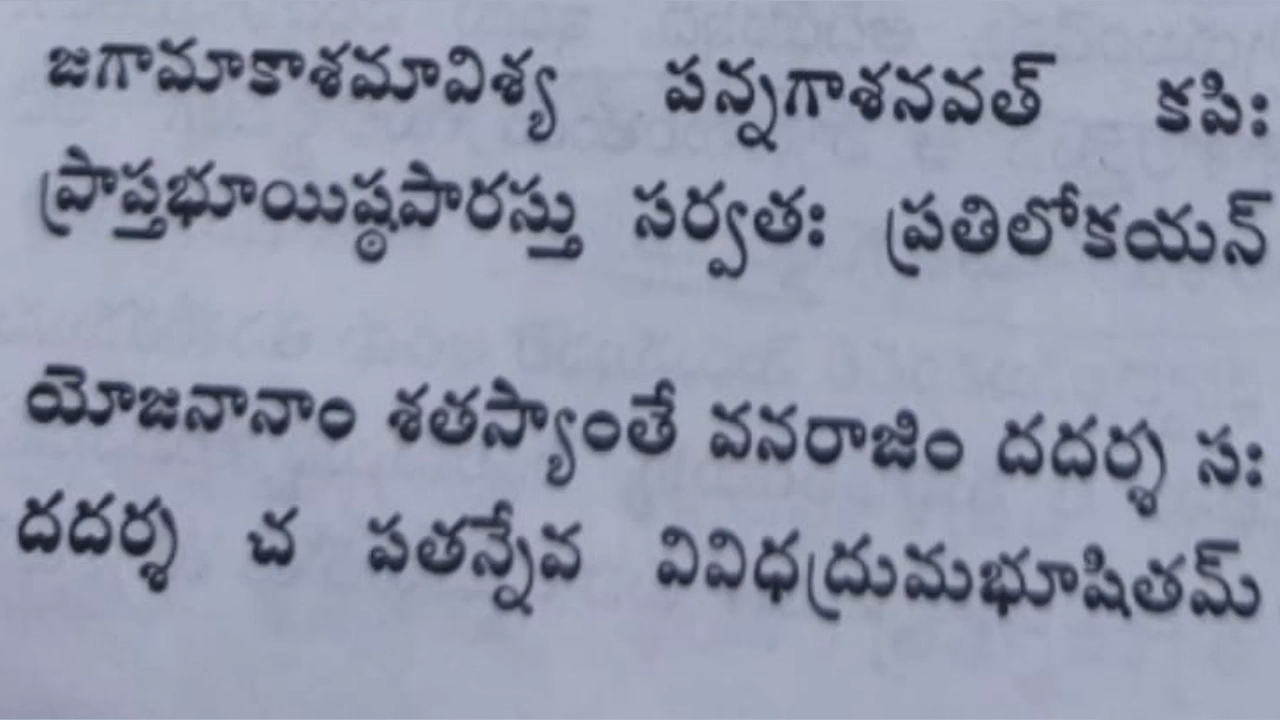 జగామాకాశమావిశ్య పన్నగాశనవత్ కపిః
ప్రాప్తభూయిష్ఠపారస్తు సర్వతః ప్రతిలోకయన్
యోజనానాం శతస్యాంతే వనరాజిం దదర్శ సః
దదర్శ చ పతన్నేవ వివిధద్రుమభూషితమ్